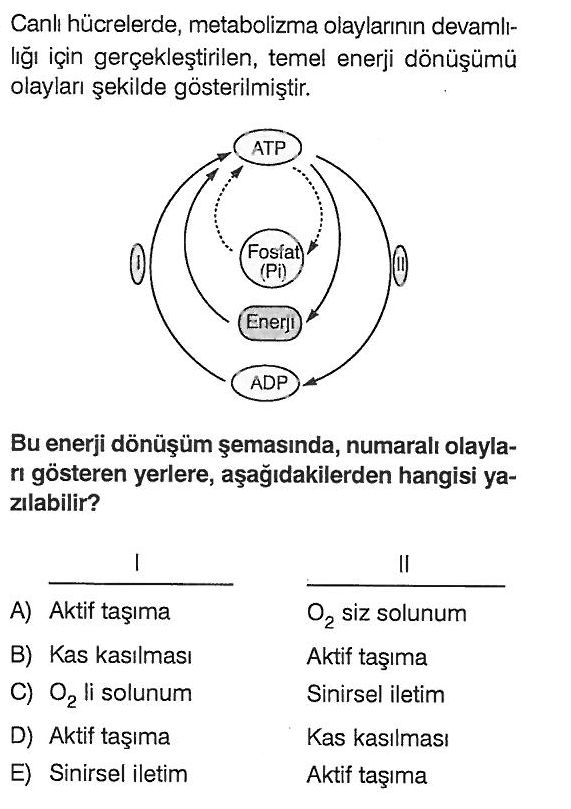 Canlı hücrelerde, metabolizma olaylarının devamlı-
lığı için gerçekleştirilen, temel enerji dönüşümü
olayları şekilde gösterilmiştir.
ATP
I
Fosfat
(Pi)
II
Enerji
ADP
Bu enerji dönüşüm şemasında, numaralı olayla-
rı gösteren yerlere, aşağıdakilerden hangisi ya-
zılabilir?
I II
A) Aktif taşıma O₂ siz solunum
B) Kas kasılması Aktif taşıma
C) O₂ li solunum Sinirsel iletim
D) Aktif taşıma Kas kasılması
E) Sinirsel iletim Aktif taşıma